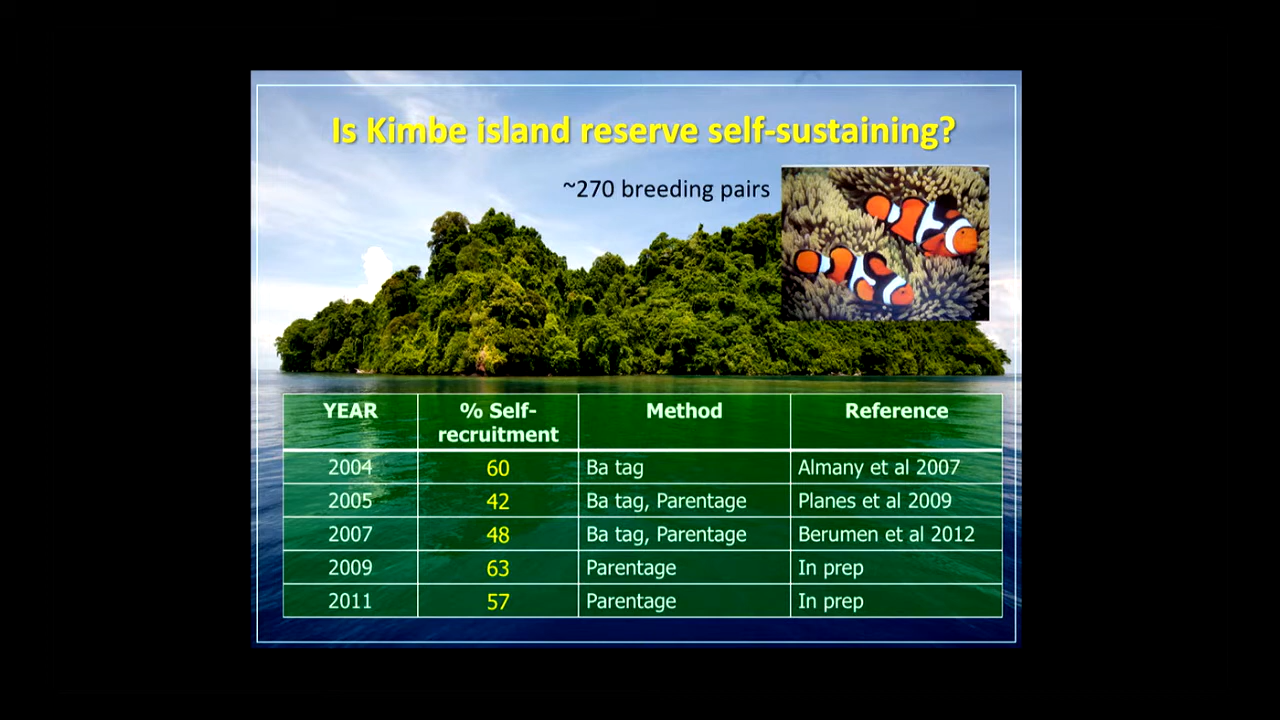 Is Kimbe island reserve self-sustaining?
~270 breeding pairs
YEAR % Self-recruitment Method Reference
2004 60 Ba tag Almany et al 2007
2005 42 Ba tag, Parentage Planes et al 2009
2007 48 Ba tag, Parentage Berumen et al 2012
2009 63 Parentage In prep
2011 57 Parentage In prep